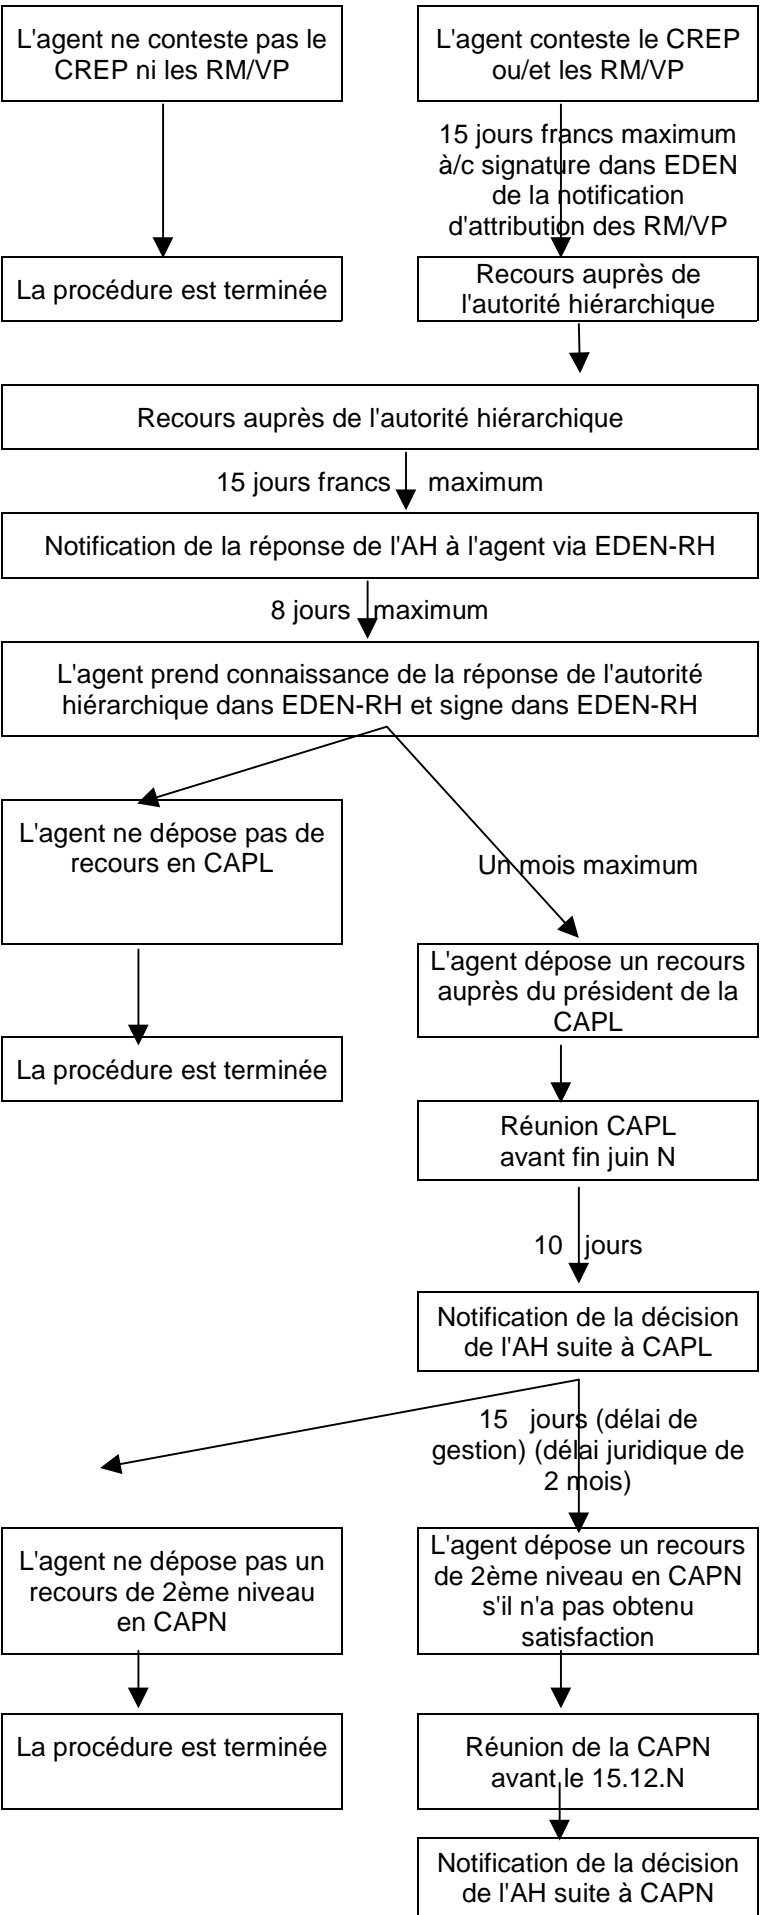 L'agent ne conteste pas le
CREP ni les RM/VP
L'agent conteste le CREP
ou/et les RM/VP
15 jours francs maximum
à/c signature dans EDEN
de la notification
d'attribution des RM/VP
La procédure est terminée
Recours auprès de
l'autorité hiérarchique
Recours auprès de l'autorité hiérarchique
15 jours francs maximum
Notification de la réponse de l'AH à l'agent via EDEN-RH
8 jours maximum
L'agent prend connaissance de la réponse de l'autorité
hiérarchique dans EDEN-RH et signe dans EDEN-RH
L'agent ne dépose pas de
recours en CAPL
Un mois maximum
L'agent dépose un recours
auprès du président de la
CAPL
La procédure est terminée
Réunion CAPL
avant fin juin N
10 jours
Notification de la décision
de l'AH suite à CAPL
15 jours (délai de
gestion) (délai juridique de
2 mois)
L'agent ne dépose pas un
recours de 2ème niveau
en CAPN
L'agent dépose un recours
de 2ème niveau en CAPN
s'il n'a pas obtenu
satisfaction
La procédure est terminée
Réunion de la CAPN
avant le 15.12.N
Notification de la décision
de l'AH suite à CAPN